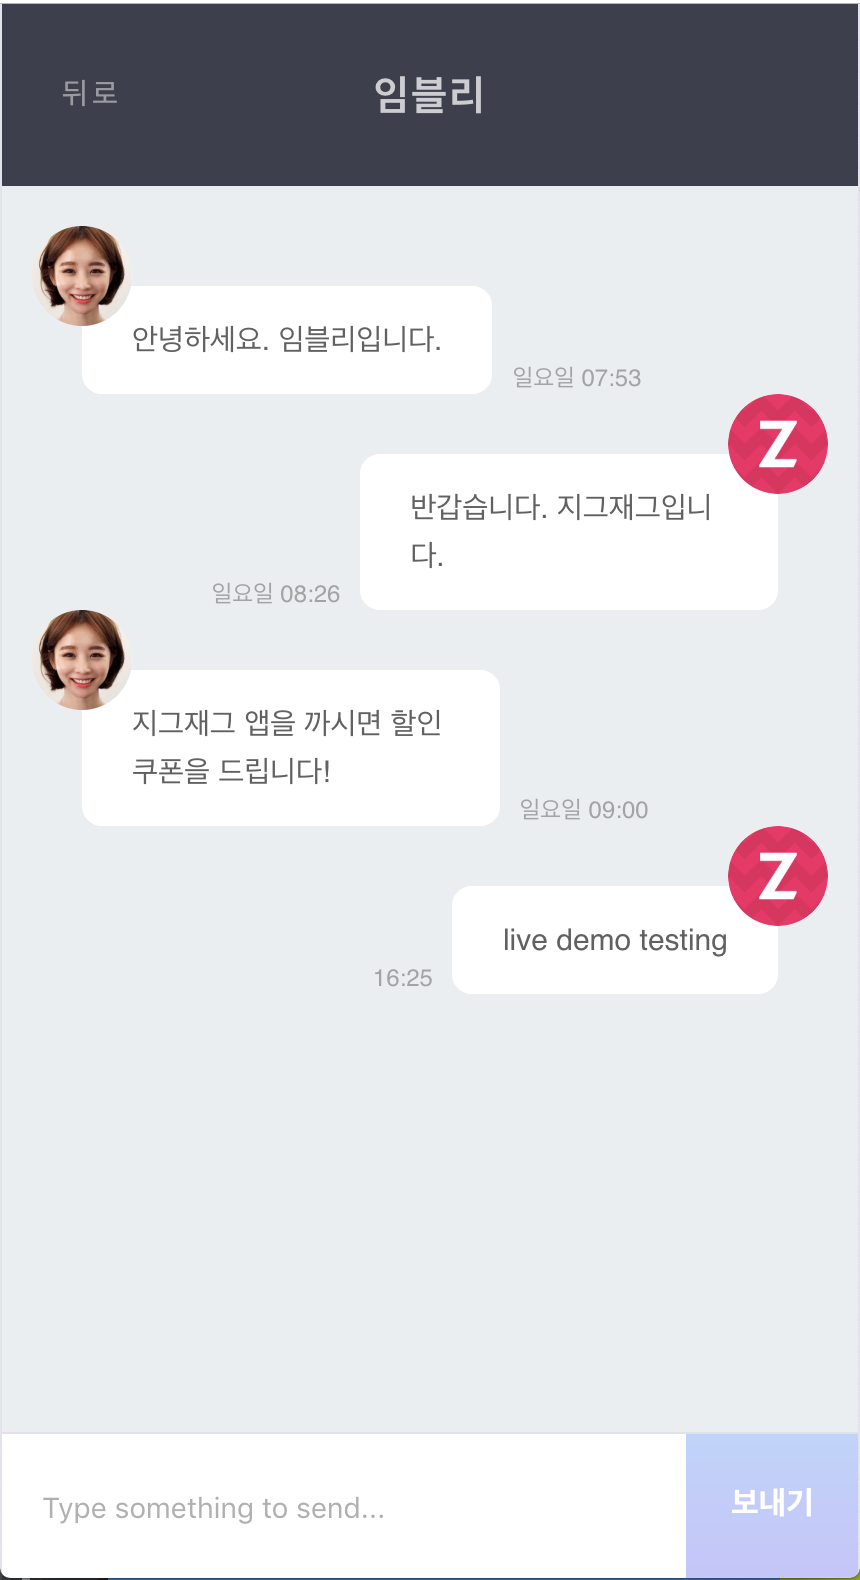 뒤로
임블리
안녕하세요. 임블리입니다.
일요일 07:53
Z
반갑습니다. 지그재그입니
다.
일요일 08:26
지그재그 앱을 까시면 할인
쿠폰을 드립니다!
일요일 09:00
Z
live demo testing
16:25
Type something to send...
보내기